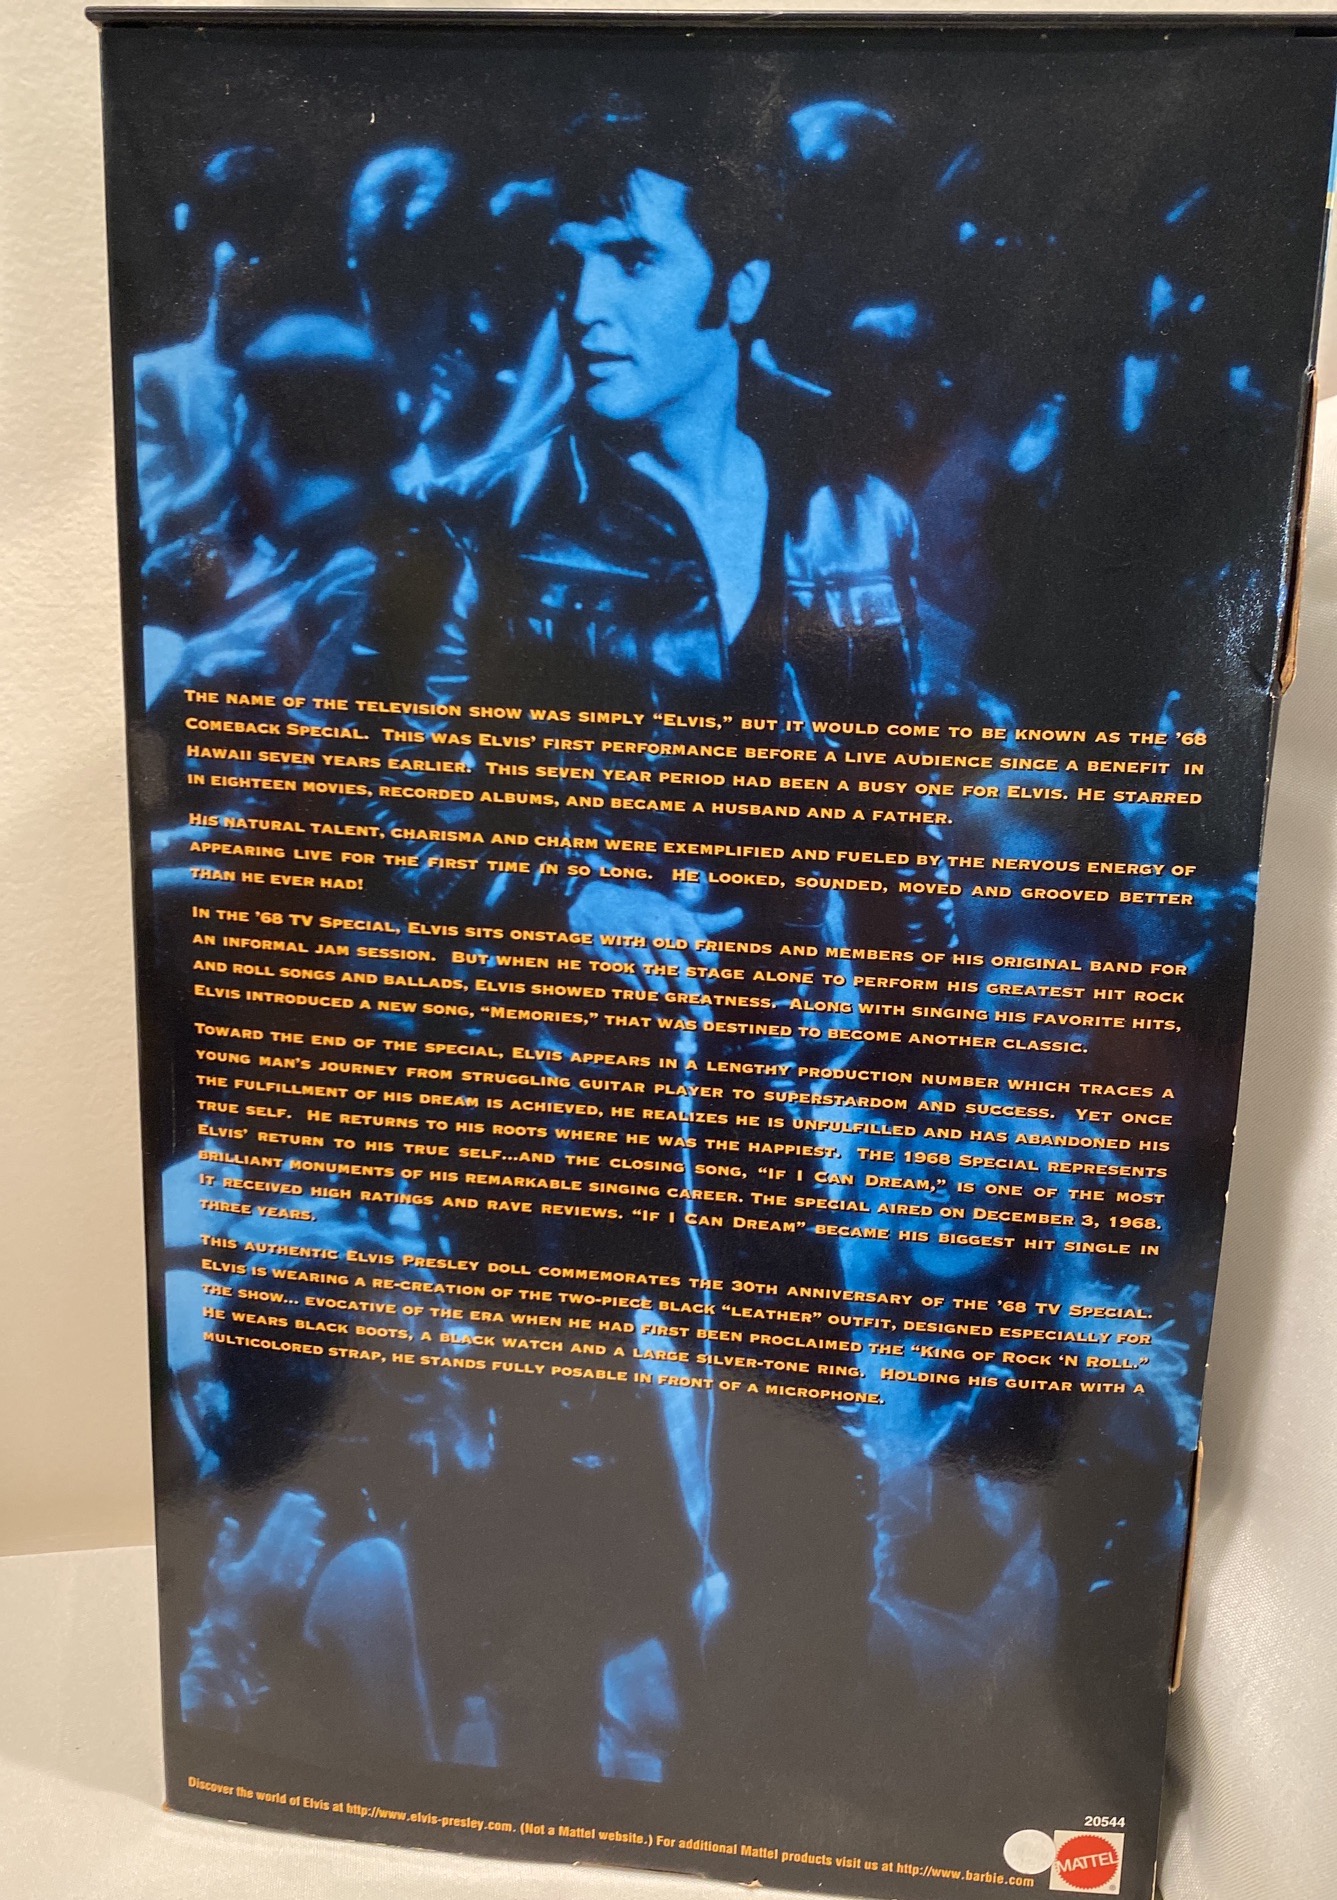 THE NAME OF THE TELEVISION SHOW WAS SIMPLY “ELVIS,” BUT IT WOULD COME TO BE KNOWN AS THE ’68
COMEBACK SPECIAL. THIS WAS ELVIS’ FIRST PERFORMANCE BEFORE A LIVE AUDIENCE SINCE A BENEFIT IN
HAWAII SEVEN YEARS EARLIER. THIS SEVEN YEAR PERIOD HAD BEEN A BUSY ONE FOR ELVIS. HE STARRED
IN EIGHTEEN MOVIES, RECORDED ALBUMS, AND BECAME A HUSBAND AND A FATHER.
HIS NATURAL TALENT, CHARISMA AND CHARM WERE EXEMPLIFIED AND FUELED BY THE NERVOUS ENERGY OF
APPEARING LIVE FOR THE FIRST TIME IN SO LONG. HE LOOKED, SOUNDED, MOVED AND GROOVED BETTER
THAN HE EVER HAD!
IN THE ’68 TV SPECIAL, ELVIS SITS ONSTAGE WITH OLD FRIENDS AND MEMBERS OF HIS ORIGINAL BAND FOR
AN INFORMAL JAM SESSION. BUT WHEN HE TOOK THE STAGE ALONE TO PERFORM HIS GREATEST HIT ROCK
AND ROLL SONGS AND BALLADS, ELVIS SHOWED TRUE GREATNESS. ALONG WITH SINGING HIS FAVORITE HITS,
ELVIS INTRODUCED A NEW SONG, “MEMORIES,” THAT WAS DESTINED TO BECOME ANOTHER CLASSIC.
TOWARD THE END OF THE SPECIAL, ELVIS APPEARS IN A LENGTHY PRODUCTION NUMBER WHICH TRACES A
YOUNG MAN’S JOURNEY FROM STRUGGLING GUITAR PLAYER TO SUPERSTARDOM AND SUCCESS. YET ONCE
THE FULFILLMENT OF HIS DREAM IS ACHIEVED, HE REALIZES HE IS UNFULFILLED AND HAS ABANDONED HIS
TRUE SELF. HE RETURNS TO HIS ROOTS WHERE HE WAS THE HAPPIEST. THE 1968 SPECIAL REPRESENTS
ELVIS’ RETURN TO HIS TRUE SELF...AND THE CLOSING SONG, “IF I CAN DREAM,” IS ONE OF THE MOST
BRILLIANT MONUMENTS OF HIS REMARKABLE SINGING CAREER. THE SPECIAL AIRED ON DECEMBER 3, 1968.
IT RECEIVED HIGH RATINGS AND RAVE REVIEWS. “IF I CAN DREAM” BECAME HIS BIGGEST HIT SINGLE IN
THREE YEARS.
THIS AUTHENTIC ELVIS PRESLEY DOLL COMMEMORATES THE 30TH ANNIVERSARY OF THE ’68 TV SPECIAL.
ELVIS IS WEARING A RE-CREATION OF THE TWO-PIECE BLACK “LEATHER” OUTFIT, DESIGNED ESPECIALLY FOR
THE SHOW... EVOCATIVE OF THE ERA WHEN HE HAD FIRST BEEN PROCLAIMED THE “KING OF ROCK ‘N ROLL.”
HE WEARS BLACK BOOTS, A BLACK WATCH AND A LARGE SILVER-TONE RING. HOLDING HIS GUITAR WITH A
MULTICOLORED STRAP, HE STANDS FULLY POSABLE IN FRONT OF A MICROPHONE.
Discover the world of Elvis at http://www.elvis-presley.com. (Not a Mattel website.) For additional Mattel products visit us at http://www.barbie.com
20544
MATTEL®